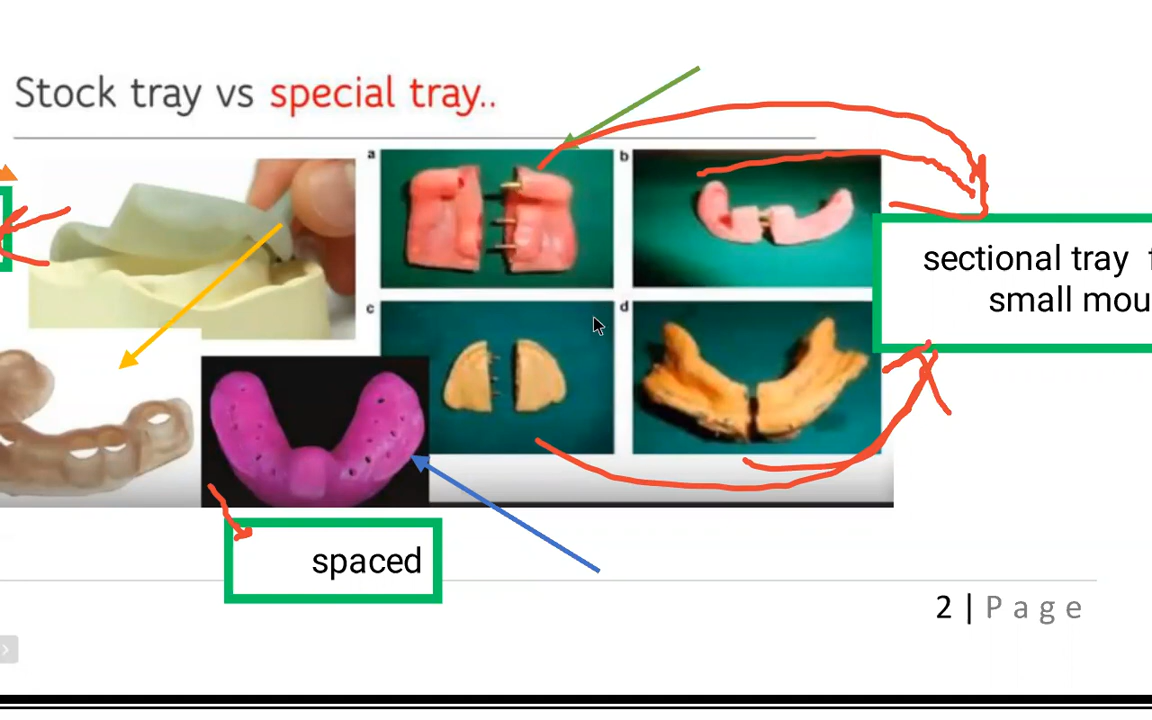 Stock tray vs special tray..
a
b
sectional tray
small mou
c
d
spaced
2 | Page